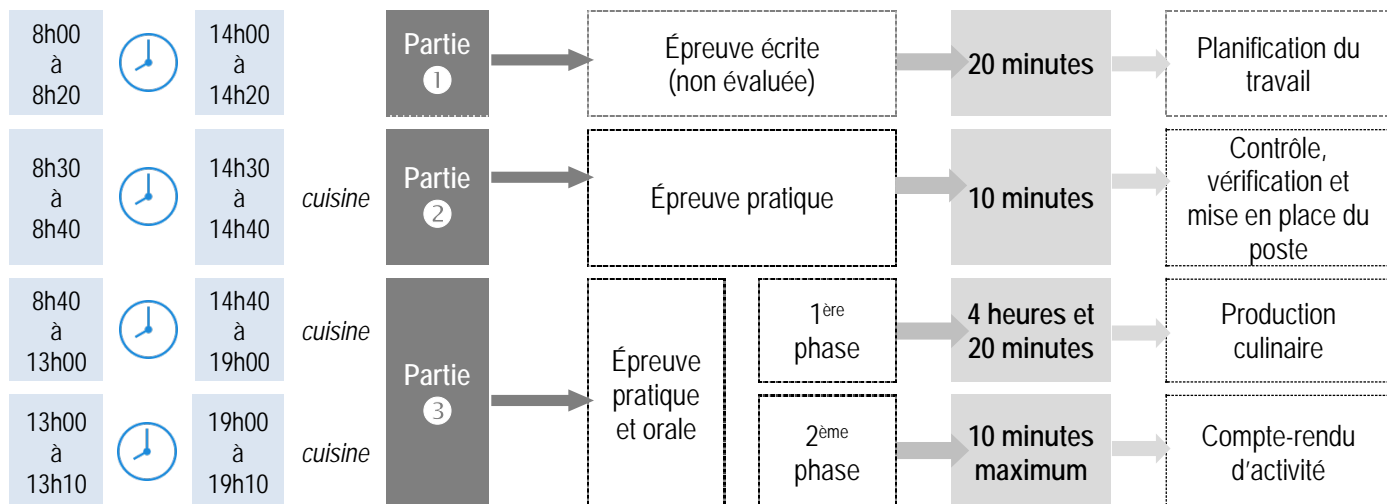 8h00
à
8h20
14h00
à
14h20
Partie
❶
Épreuve écrite
(non évaluée)
20 minutes
Planification du
travail
8h30
à
8h40
14h30
à
14h40
cuisine
Partie
❷
Épreuve pratique
10 minutes
Contrôle,
vérification et
mise en place du
poste
8h40
à
13h00
14h40
à
19h00
cuisine
Partie
❸
Épreuve
pratique
et orale
1ère
phase
4 heures et
20 minutes
Production
culinaire
13h00
à
13h10
19h00
à
19h10
cuisine
2ème
phase
10 minutes
maximum
Compte-rendu
d'activité